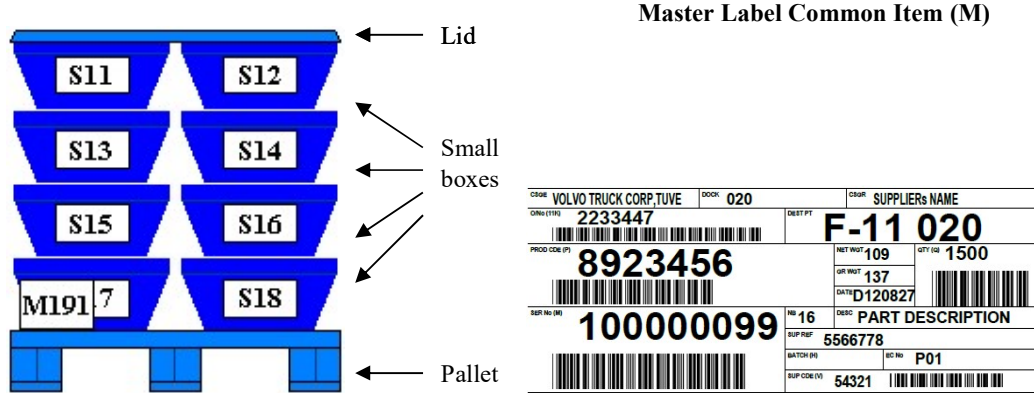 Master Label Common Item (M)
Lid
S11 S12
Small
boxes
S13 S14
S15 S16
M191 7 S18
Pallet
CSGE VOLVO TRUCK CORP,TUVE DOCK 020 CSGR SUPPLIERs NAME
O/No (11K) 2233447 DEST PT F-11 020
PROD CDE (P) 8923456 NET WGT 109 QTY (Q) 1500
GR WGT 137
DATE D120827
SER No (M) 100000099 NB 16 DESC PART DESCRIPTION
SUP REF 5566778
BATCH (H) EC No P01
SUP CDE (V) 54321